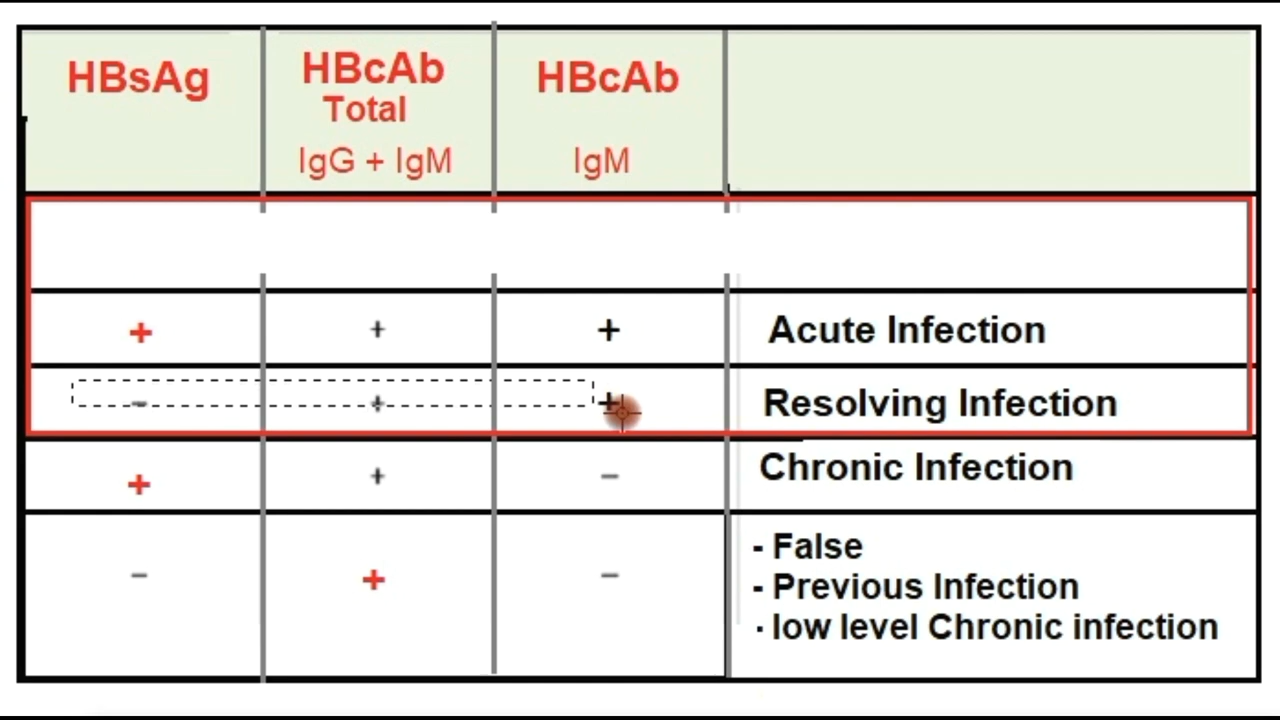 HBsAg
HBcAb
Total
IgG + IgM
HBcAb
IgM
+ + + Acute Infection
- + + Resolving Infection
+ + - Chronic Infection
- + -
- False
- Previous Infection
· low level Chronic infection